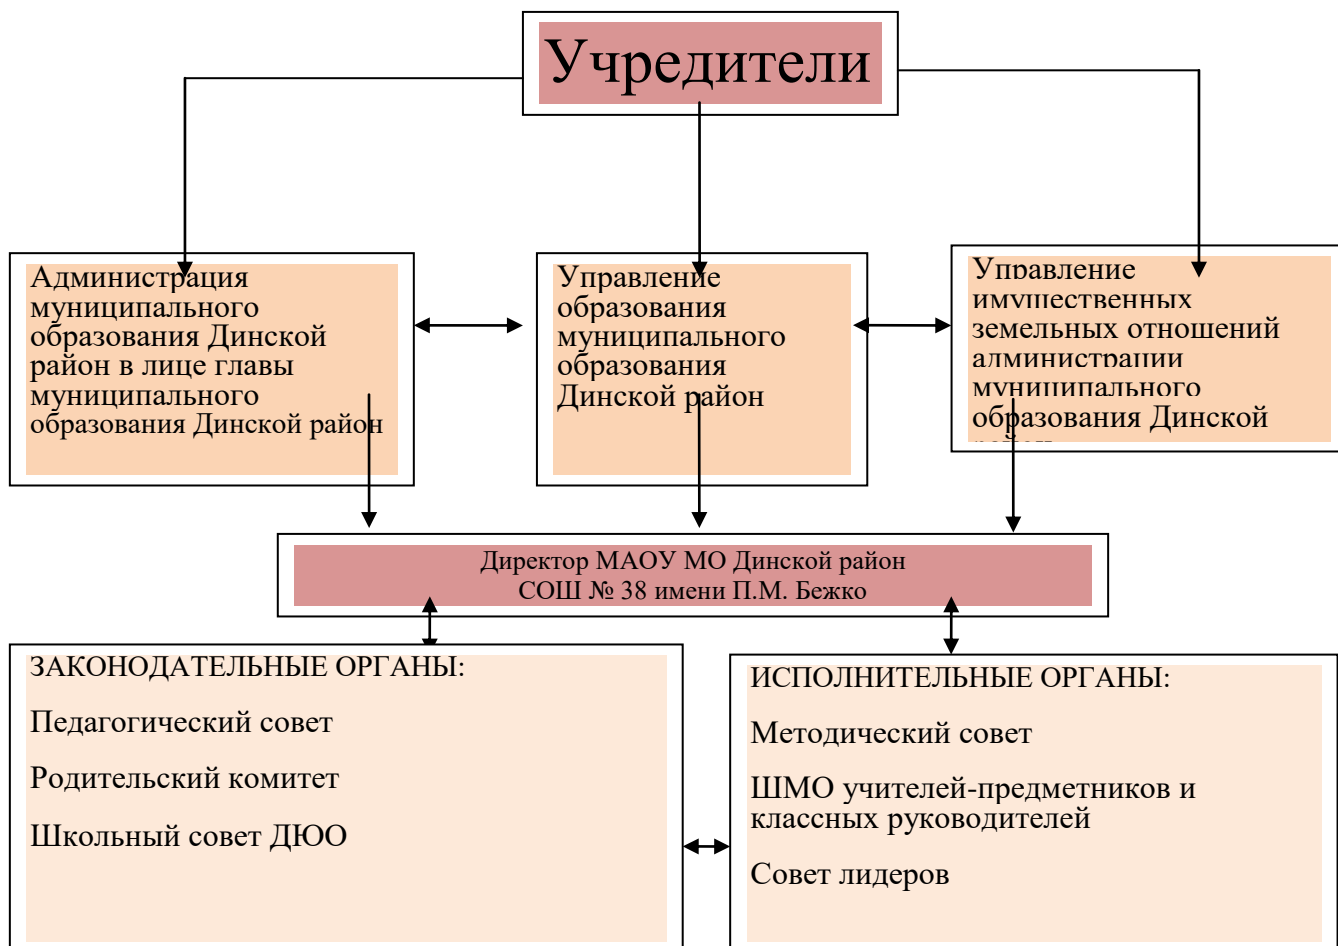 Учредители
Администрация
муниципального
образования Динской
район в лице главы
муниципального
образования Динской район
Управление
образования
муниципального
образования
Динской район
Управление
имущественных
земельных отношений
администрации
муниципального
образования Динской
район
Директор МАОУ МО Динской район
СОШ № 38 имени П.М. Бежко
ЗАКОНОДАТЕЛЬНЫЕ ОРГАНЫ:
Педагогический совет
Родительский комитет
Школьный совет ДЮО
ИСПОЛНИТЕЛЬНЫЕ ОРГАНЫ:
Методический совет
ШМО учителей-предметников и
классных руководителей
Совет лидеров